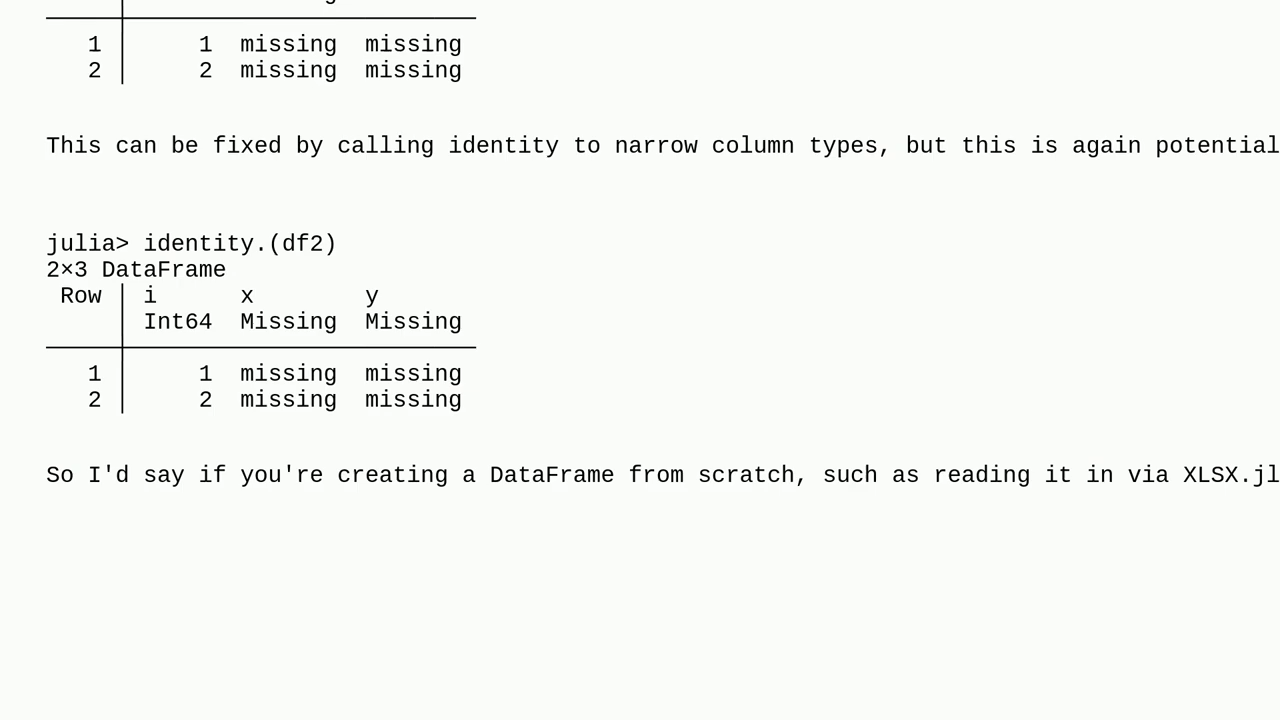 1 │ 1 missing missing
2 │ 2 missing missing
This can be fixed by calling identity to narrow column types, but this is again potential
julia> identity.(df2)
2×3 DataFrame
Row │ i x y
│ Int64 Missing Missing
1 │ 1 missing missing
2 │ 2 missing missing
So I'd say if you're creating a DataFrame from scratch, such as reading it in via XLSX.jl